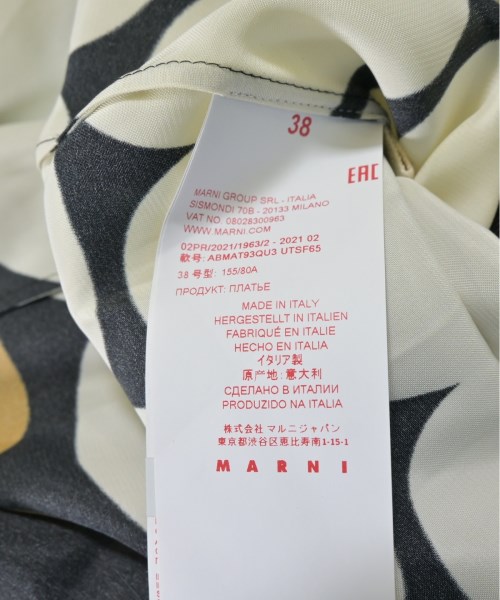 38
EAC
MARNI GROUP SRL - ITALIA
SISMONDI 70B - 20133 MILANO
VAT NO. 08028300963
WWW.MARNI.COM
02PR/2021/1963/2 - 2021 02
款号: ABMAT93QU3 UTSF65
38 号型: 155/80A
ПРОДУКТ: ПЛАТЬЕ
MADE IN ITALY
HERGESTELLT IN ITALIEN
FABRIQUÉ EN ITALIE
HECHO EN ITALIA
イタリア製
原产地: 意大利
СДЕЛАНО В ИТАЛИИ
PRODUZIDO NA ITALIA
株式会社 マルニジャパン
東京都渋谷区恵比寿南1-15-1
MARNI